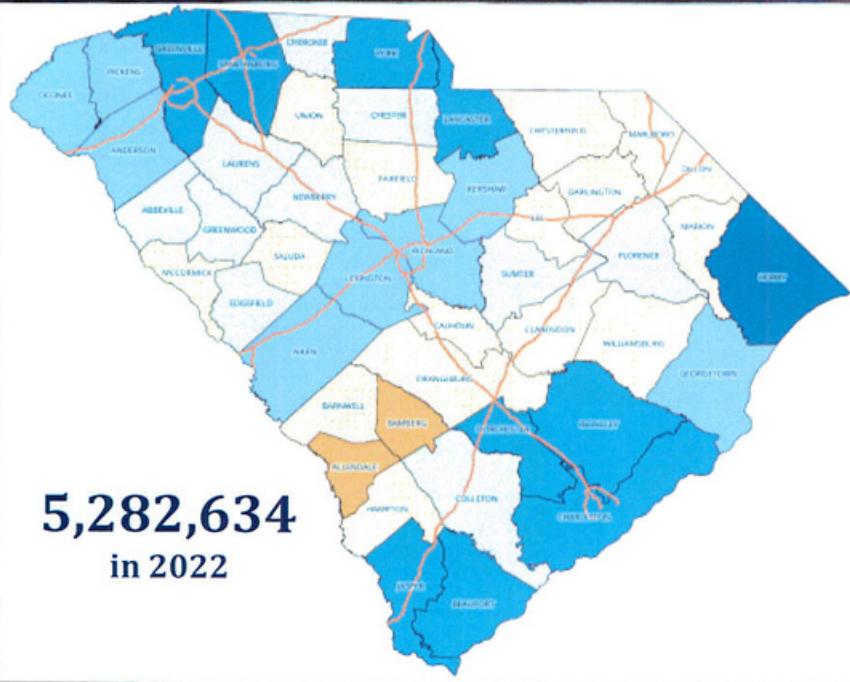 GREENVILLE
SPARTANBURG
CHEROKEE
YORK
PICKENS
OCONEE
UNION
CHESTER
LANCASTER
CHESTERFIELD
MARLBORO
ANDERSON
LAURENS
FAIRFIELD
KERSHAW
DARLINGTON
DILLON
NEWBERRY
LEE
ABBEVILLE
GREENWOOD
MARION
SALUDA
RICHLAND
FLORENCE
McCORMICK
LEXINGTON
SUMTER
HORRY
EDGEFIELD
CALHOUN
CLARENDON
WILLIAMSBURG
AIKEN
GEORGETOWN
ORANGEBURG
BARNWELL
BAMBERG
DORCHESTER
BERKELEY
ALLENDALE
COLLETON
HAMPTON
CHARLESTON
5,282,634
in 2022
JASPER
BEAUFORT